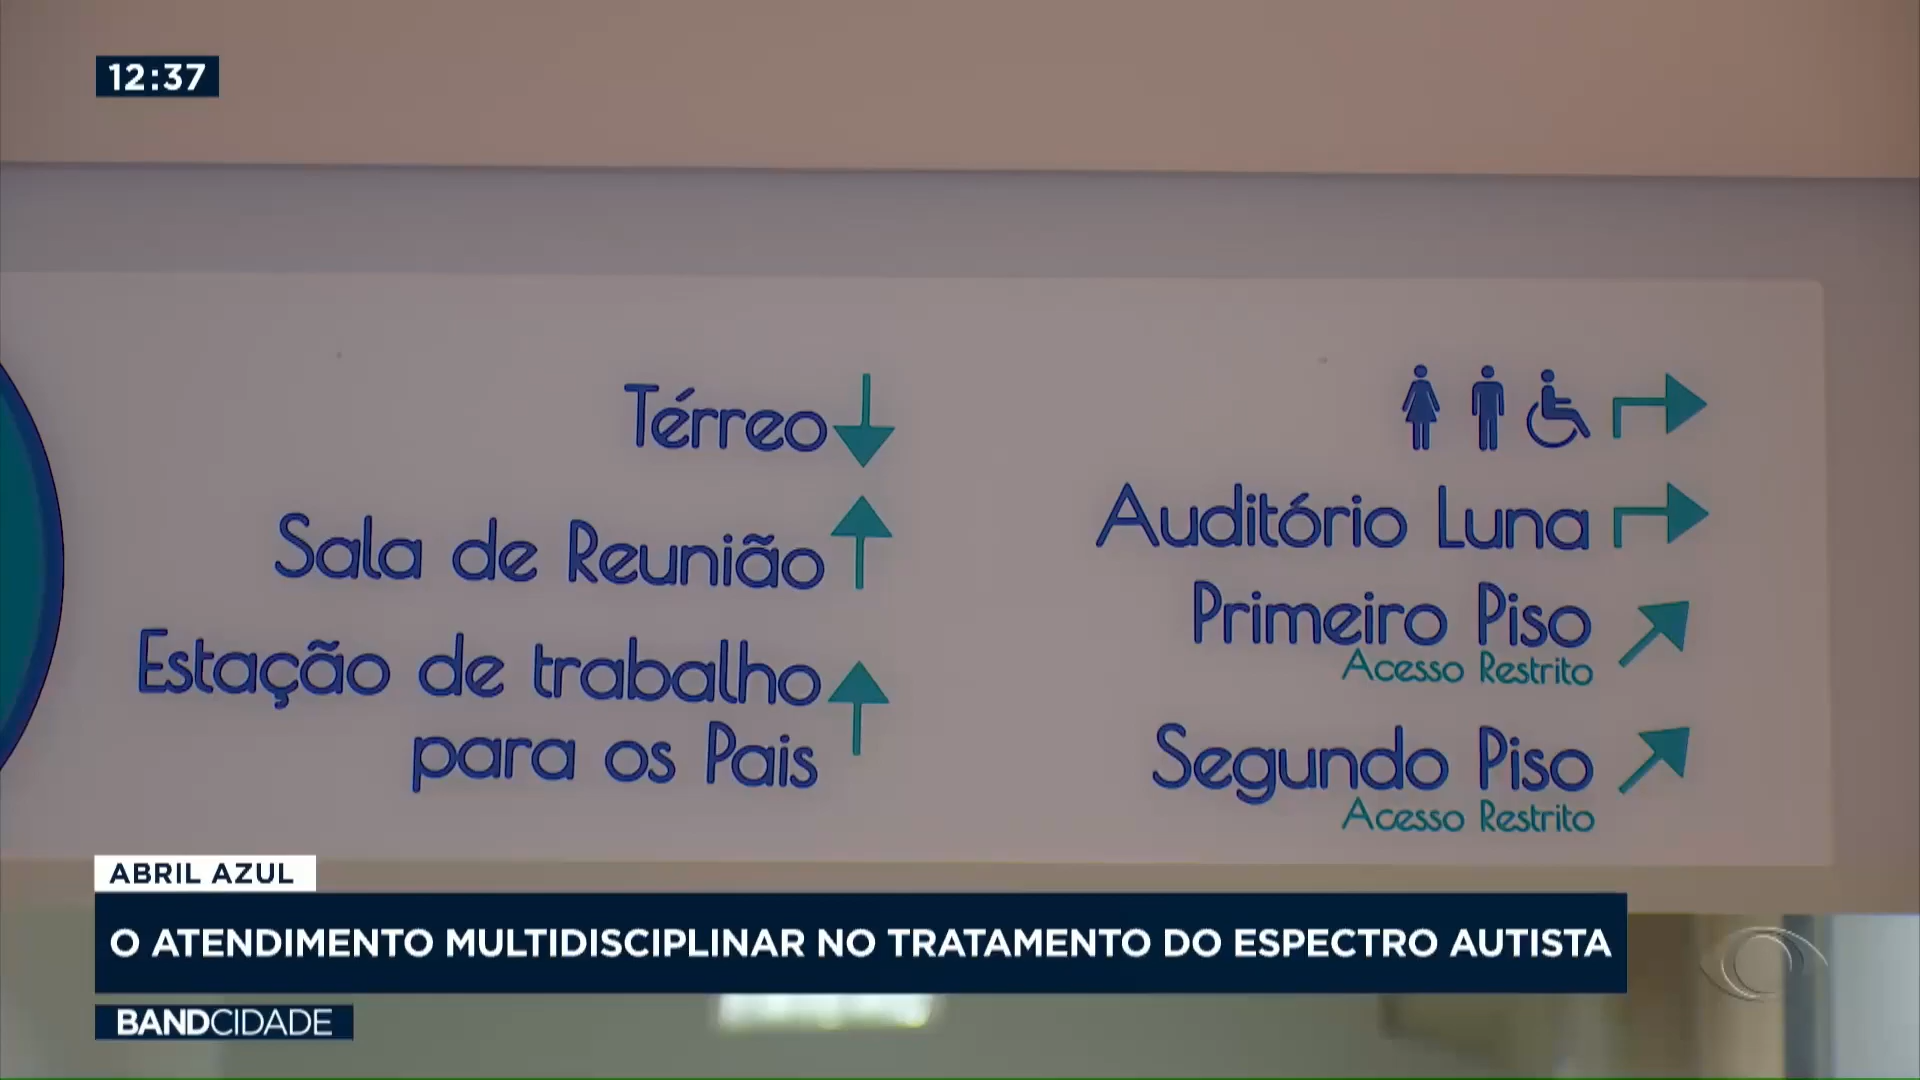 12:37
Térreo
Sala de Reunião
Estação de trabalho
para os Pais
Auditório Luna
Primeiro Piso
Acesso Restrito
Segundo Piso
Acesso Restrito
ABRIL AZUL
O ATENDIMENTO MULTIDISCIPLINAR NO TRATAMENTO DO ESPECTRO AUTISTA
BANDCIDADE